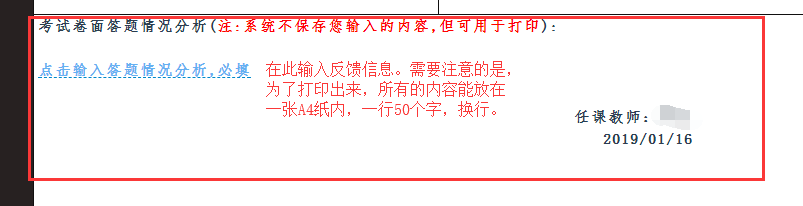 考试卷面答题情况分析(注:系统不保存您输入的内容,但可用于打印):
点击输入答题情况分析,必填
在此输入反馈信息。需要注意的是，
为了打印出来，所有的内容能放在
一张A4纸内，一行50个字，换行。
任课教师:
2019/01/16